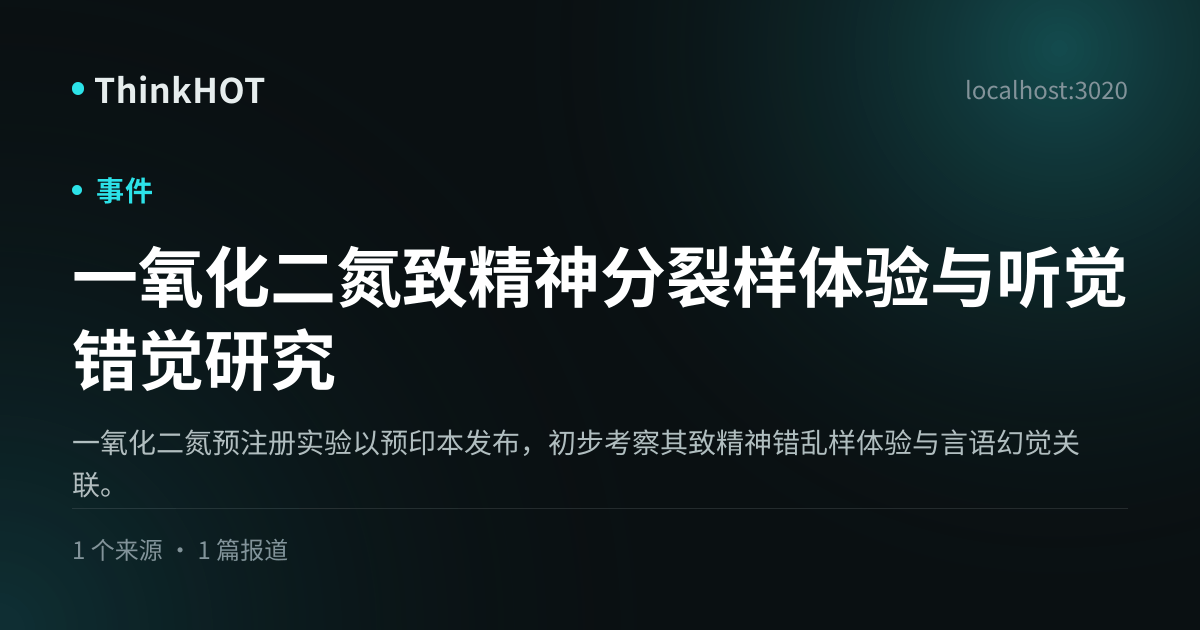 ThinkHOT
localhost:3020
事件
一氧化二氮致精神分裂样体验与听觉
错觉研究
一氧化二氮预注册实验以预印本发布，初步考察其致精神错乱样体验与言语幻觉关
联。
1 个来源 · 1 篇报道